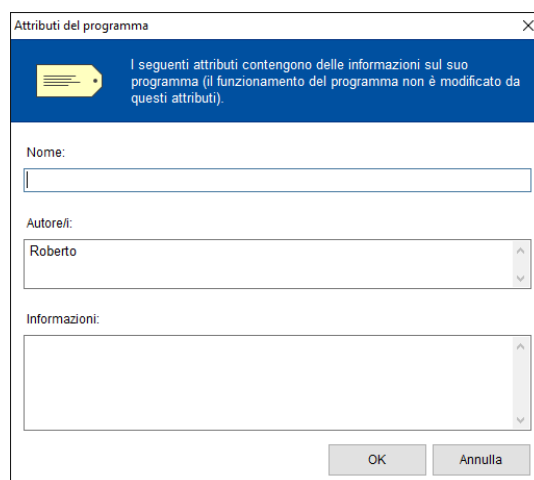 Attributi del programma
I seguenti attributi contengono delle informazioni sul suo
programma (il funzionamento del programma non è modificato da
questi attributi).
Nome:
Autore/i:
Roberto
Informazioni:
OK
Annulla